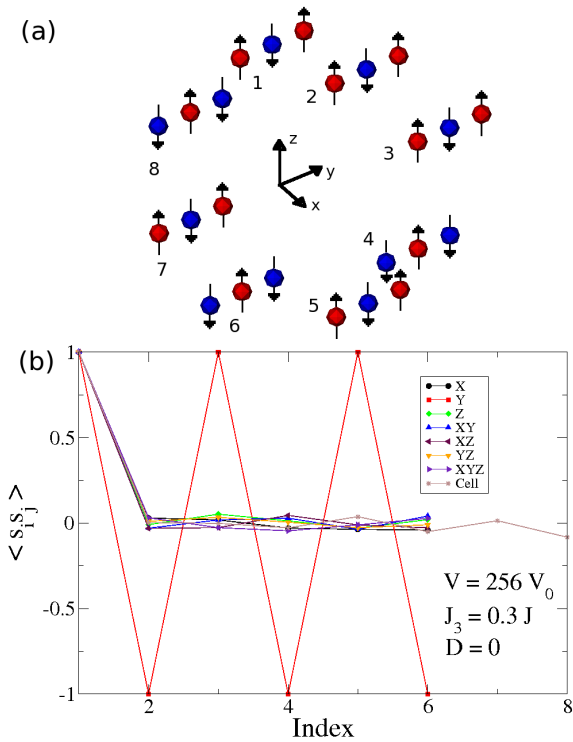 (a)
1
2
3
4
5
6
7
8
z
y
x
(b)
1
0.5
0
-0.5
-1
< s_i s_j >
X
Y
Z
XY
XZ
YZ
XYZ
Cell
V = 256 V_0
J_3 = 0.3 J
D = 0
2 4 6 8
Index